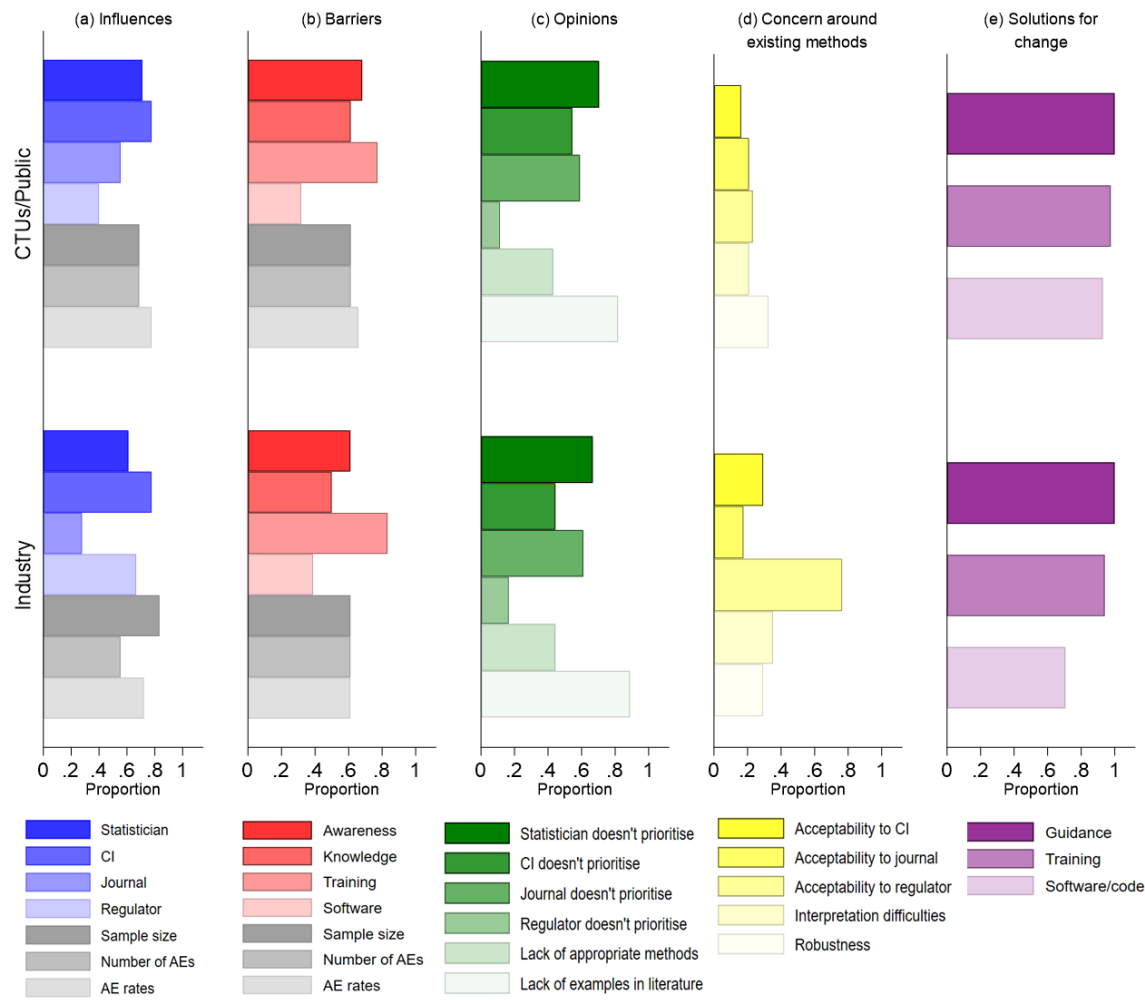 (a) Influences
(b) Barriers
(c) Opinions
(d) Concern around
existing methods
(e) Solutions for
change
CTUs/Public
Industry
0 .2 .4 .6 .8 1
Proportion
0 .2 .4 .6 .8 1
Proportion
0 .2 .4 .6 .8 1
Proportion
0 .2 .4 .6 .8 1
Proportion
0 .2 .4 .6 .8 1
Proportion
Statistician
CI
Journal
Regulator
Sample size
Number of AEs
AE rates
Awareness
Knowledge
Training
Software
Sample size
Number of AEs
AE rates
Statistician doesn't prioritise
CI doesn't prioritise
Journal doesn't prioritise
Regulator doesn't prioritise
Lack of appropriate methods
Lack of examples in literature
Acceptability to CI
Acceptability to journal
Acceptability to regulator
Interpretation difficulties
Robustness
Guidance
Training
Software/code